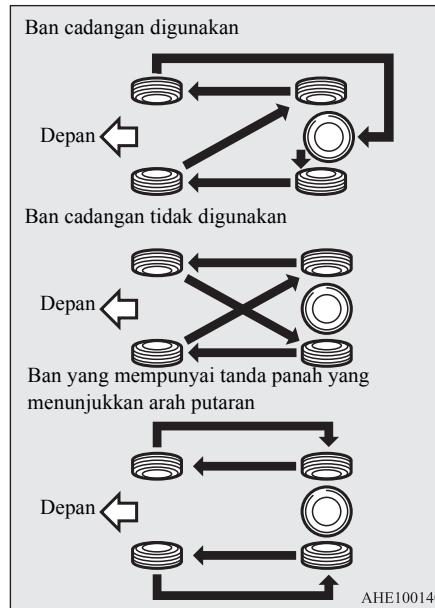 Ban cadangan digunakan
Depan
Ban cadangan tidak digunakan
Depan
Ban yang mempunyai tanda panah yang
menunjukkan arah putaran
Depan